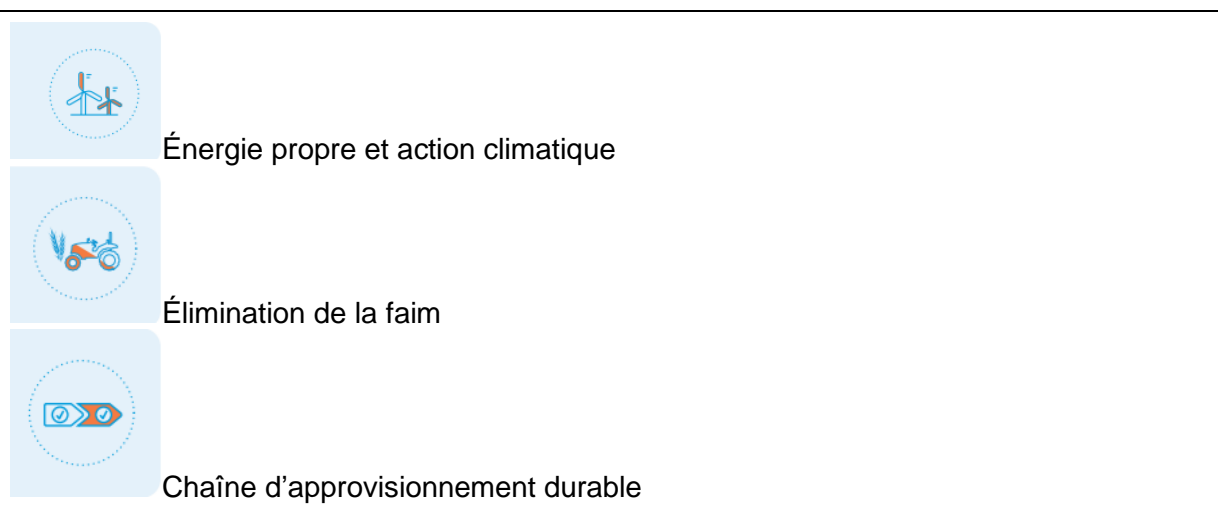 Énergie propre et action climatique
Élimination de la faim
Chaîne d’approvisionnement durable